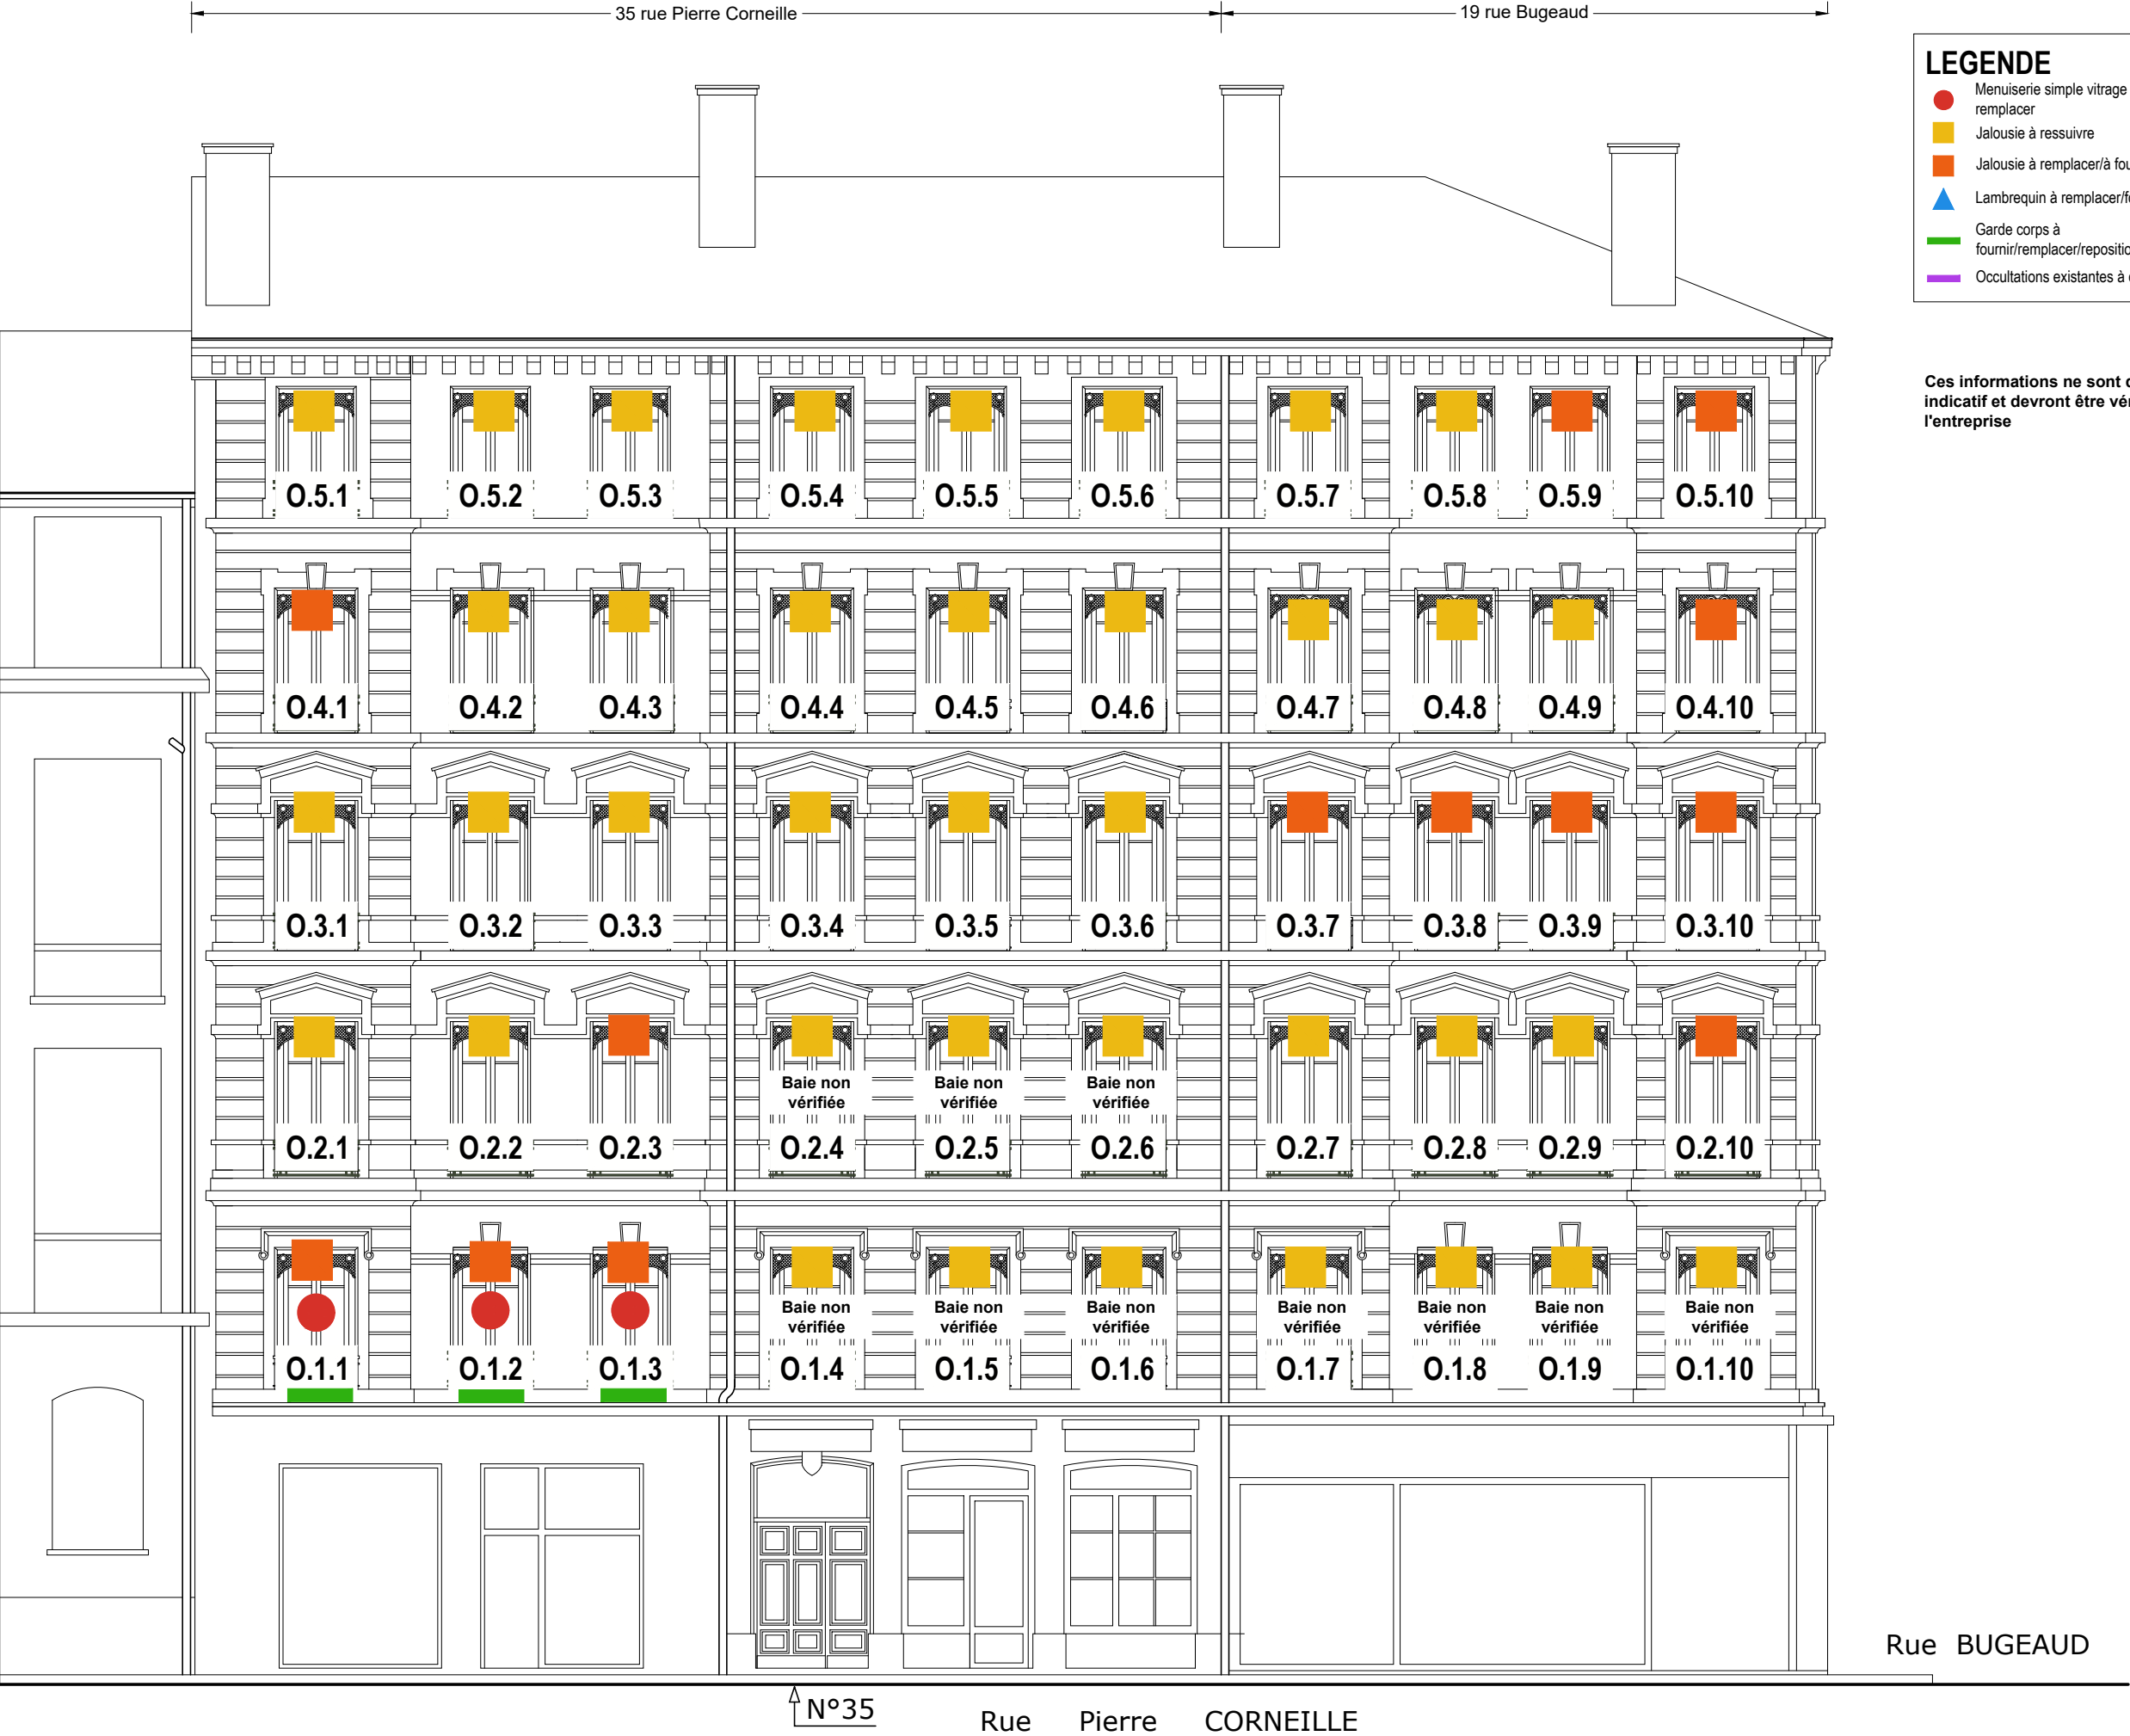 35 rue Pierre Corneille
19 rue Bugeaud
LEGENDE
Menuiserie simple vitrage
remplacer
Jalousie à ressuivre
Jalousie à remplacer/à
Lambrequin à
Garde corps à
Occultations existantes à
Ces informations ne sont
indicatif et devront être
l'entreprise
O.5.1 O.5.2 O.5.3 O.5.4 O.5.5 O.5.6 O.5.7 O.5.8 O.5.9 O.5.10
O.4.1 O.4.2 O.4.3 O.4.4 O.4.5 O.4.6 O.4.7 O.4.8 O.4.9 O.4.10
O.3.1 O.3.2 O.3.3 O.3.4 O.3.5 O.3.6 O.3.7 O.3.8 O.3.9 O.3.10
Baie non
vérifiée
Baie non
vérifiée
Baie non
vérifiée
O.2.1 O.2.2 O.2.3 O.2.4 O.2.5 O.2.6 O.2.7 O.2.8 O.2.9 O.2.10
Baie non
vérifiée
Baie non
vérifiée
Baie non
vérifiée
Baie non
vérifiée
Baie non
vérifiée
Baie non
vérifiée
Baie non
vérifiée
O.1.1 O.1.2 O.1.3 O.1.4 O.1.5 O.1.6 O.1.7 O.1.8 O.1.9 O.1.10
Rue BUGEAUD
N°35
Rue Pierre CORNEILLE